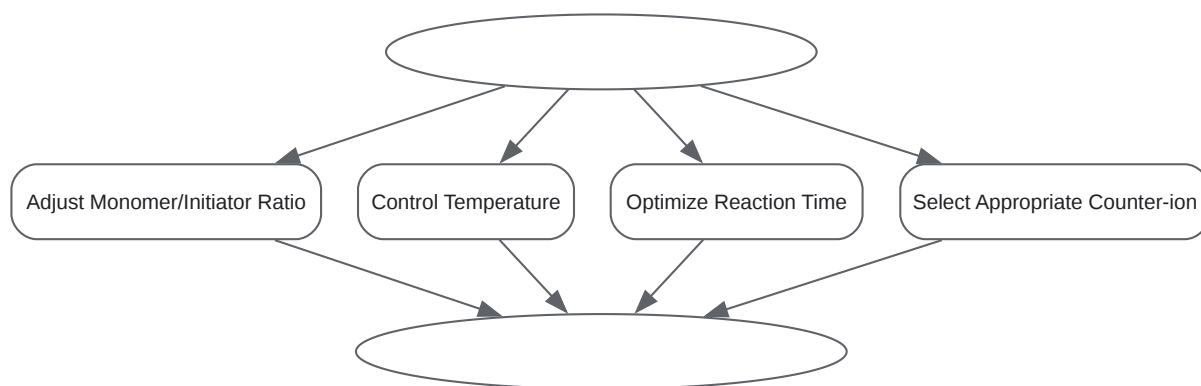 Adjust Monomer/Initiator Ratio
Control Temperature
Optimize Reaction Time
Select Appropriate Counter-ion